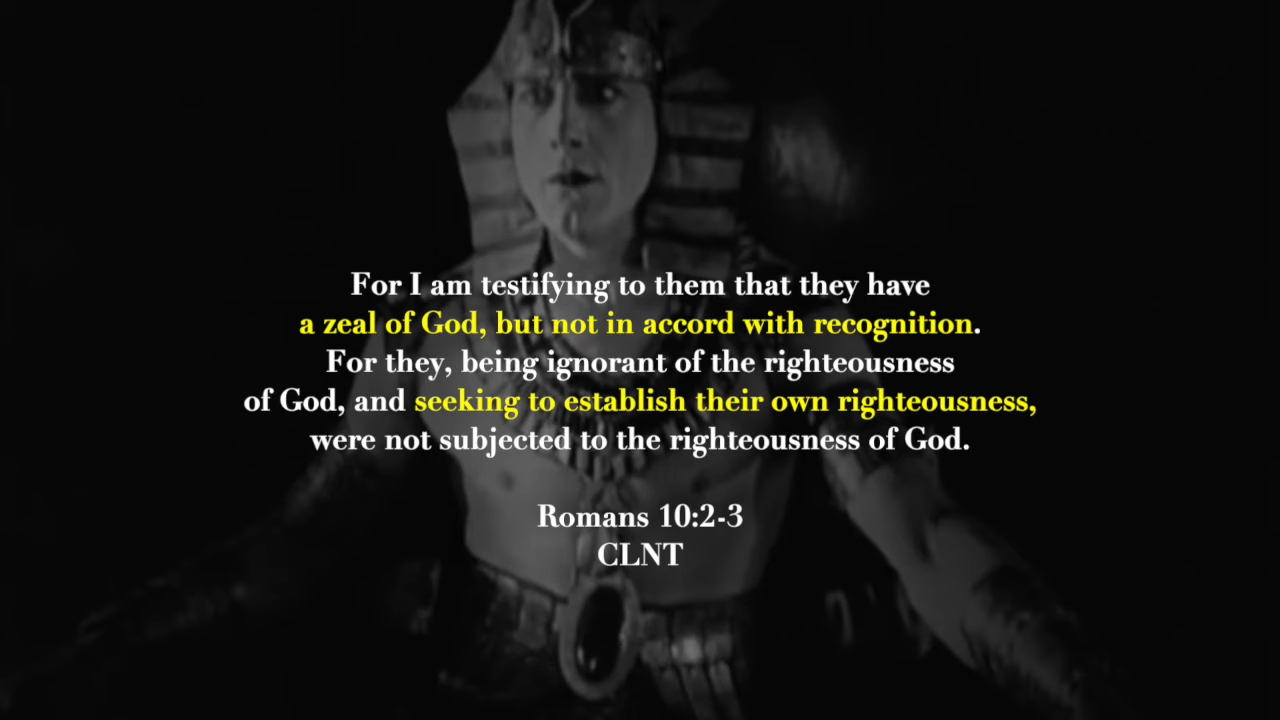 For I am testifying to them that they have
a zeal of God, but not in accord with recognition.
For they, being ignorant of the righteousness
of God, and seeking to establish their own righteousness,
were not subjected to the righteousness of God.
Romans 10:2-3
CLNT